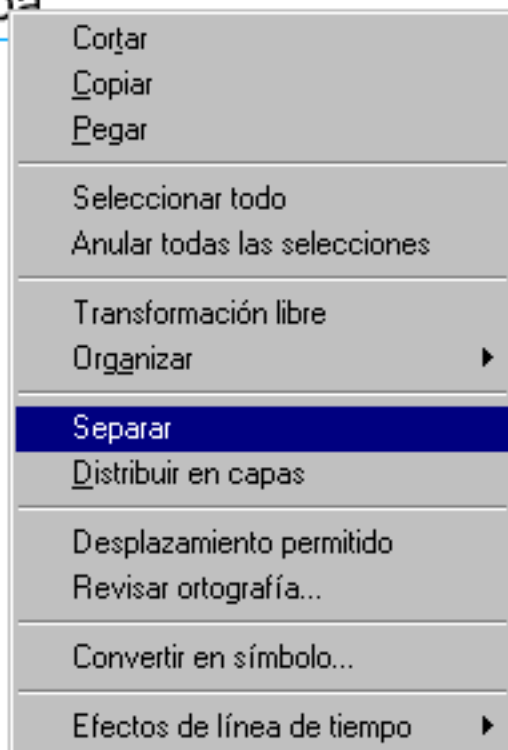 Cortar
Copiar
Pegar
Seleccionar todo
Anular todas las selecciones
Transformación libre
Organizar
Separar
Distribuir en capas
Desplazamiento permitido
Revisar ortografía...
Convertir en símbolo...
Efectos de línea de tiempo